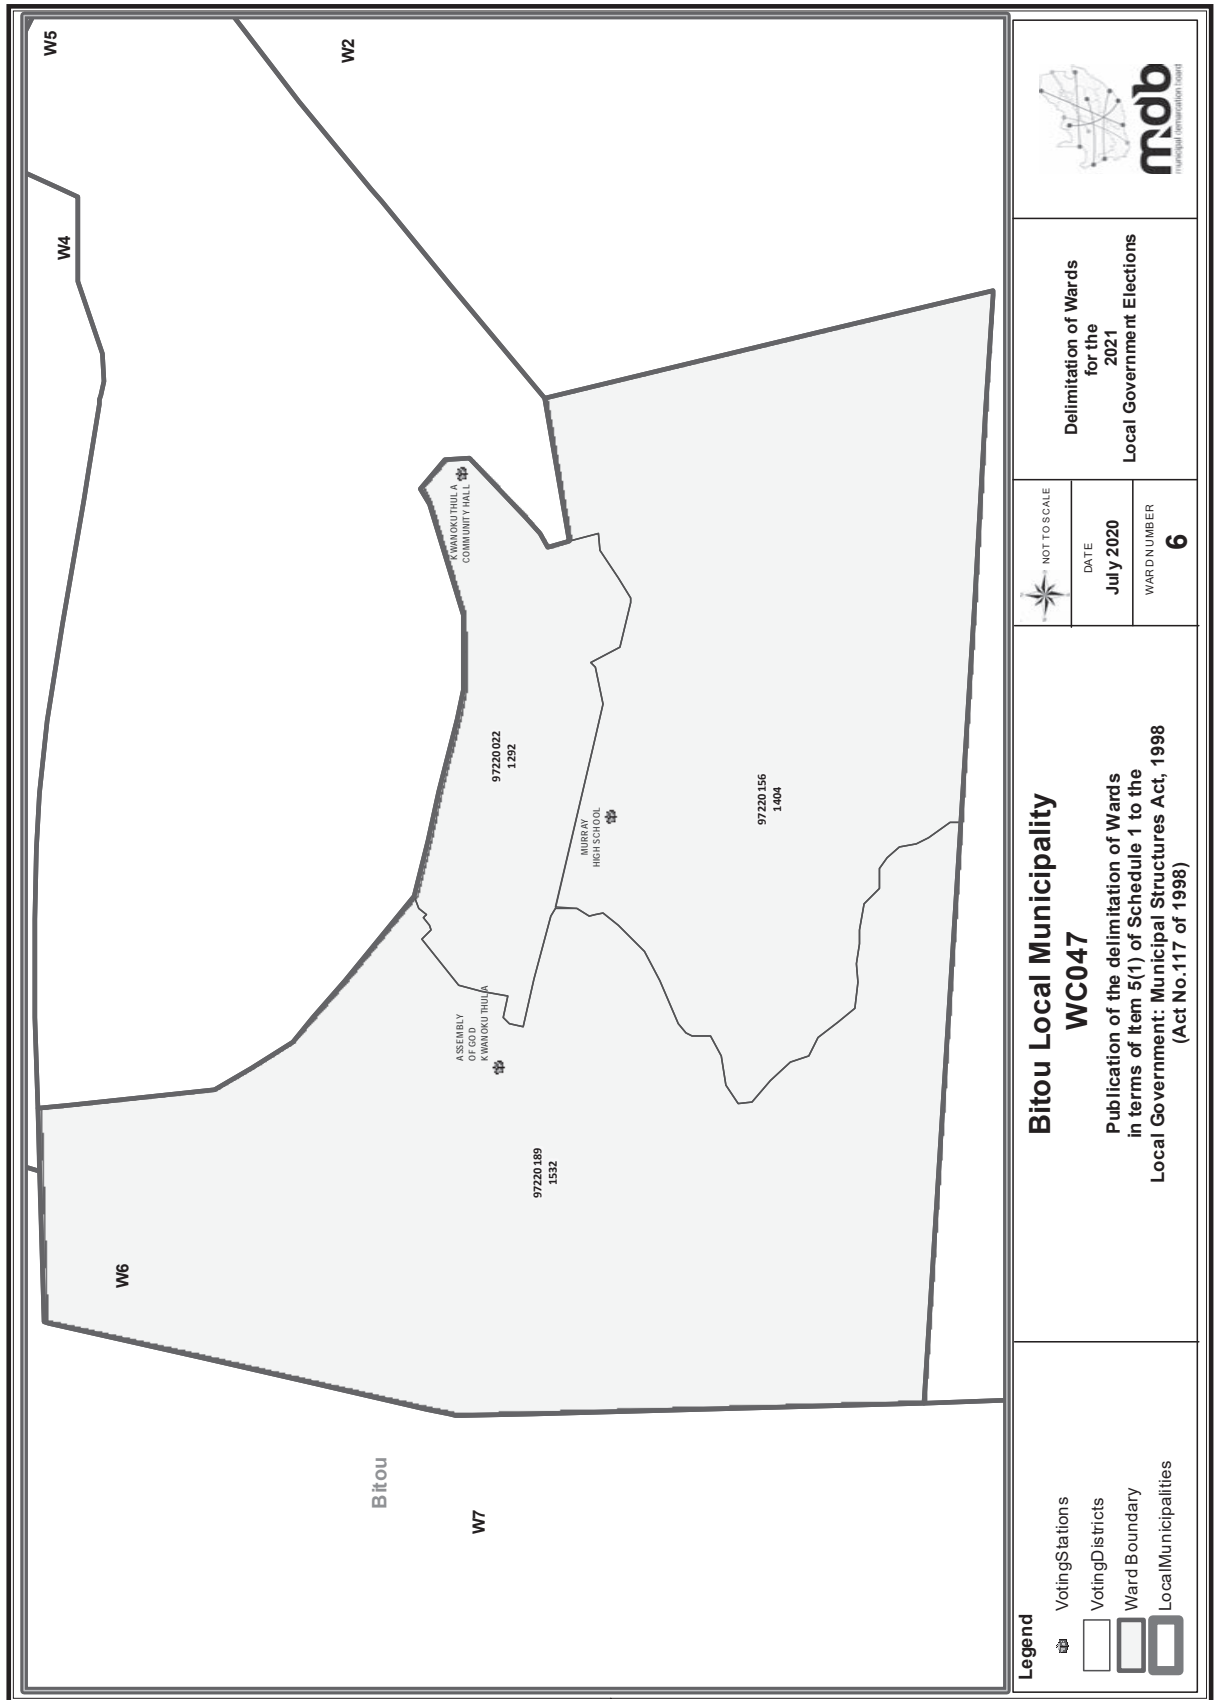 W5
W2
W4
KWANOKUTHULA
COMMUNITY HALL
97220022
1292
MURRAY
HIGH SCHOOL
97220156
1404
ASSEMBLY
OF GOD
KWANOKUTHULA
97220189
1532
W6
Bitou
W7
Legend
VotingStations
VotingDistricts
Ward Boundary
LocalMunicipalities
Bitou Local Municipality
WC047
Publication of the delimitation of Wards
in terms of Item 5(1) of Schedule 1 to the
Local Government: Municipal Structures Act, 1998
(Act No.117 of 1998)
NOT TO SCALE
DATE
July 2020
WARD NUMBER
6
Delimitation of Wards
for the
2021
Local Government Elections
mdb
municipal demarcation board